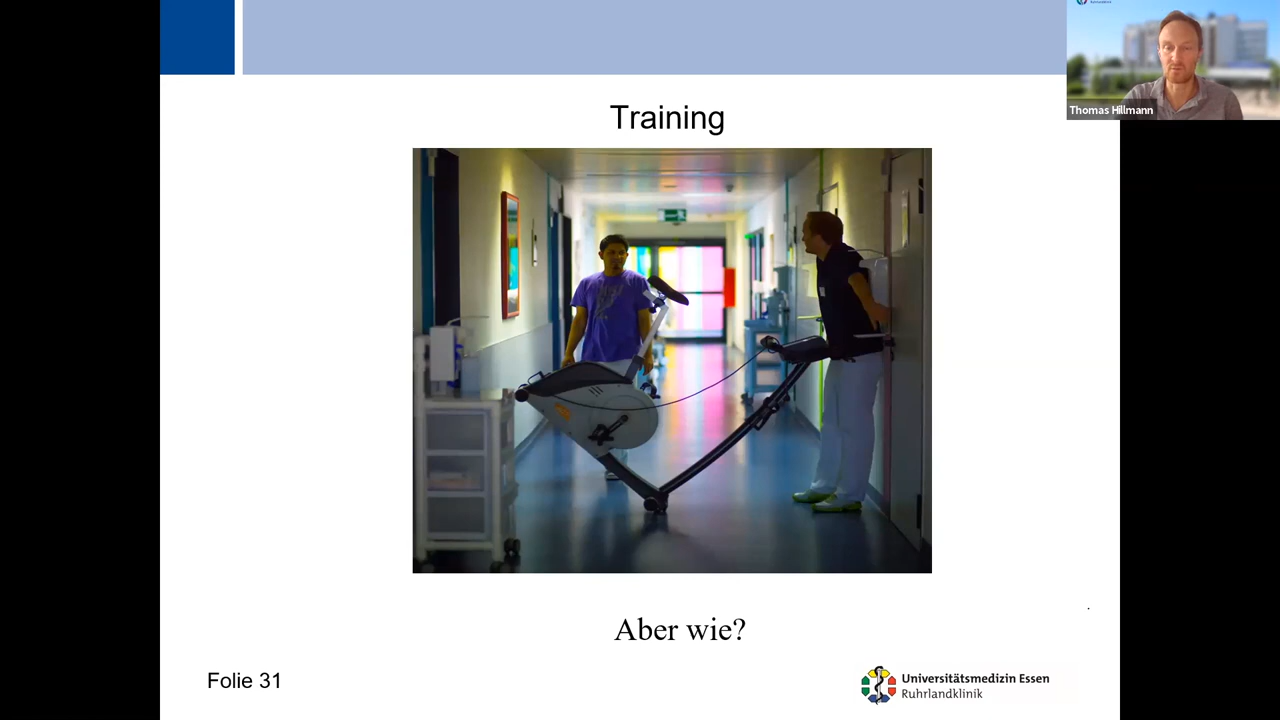 Training
Thomas Hillmann
Aber wie?
Folie 31
Universitätsmedizin Essen
Ruhrlandklinik